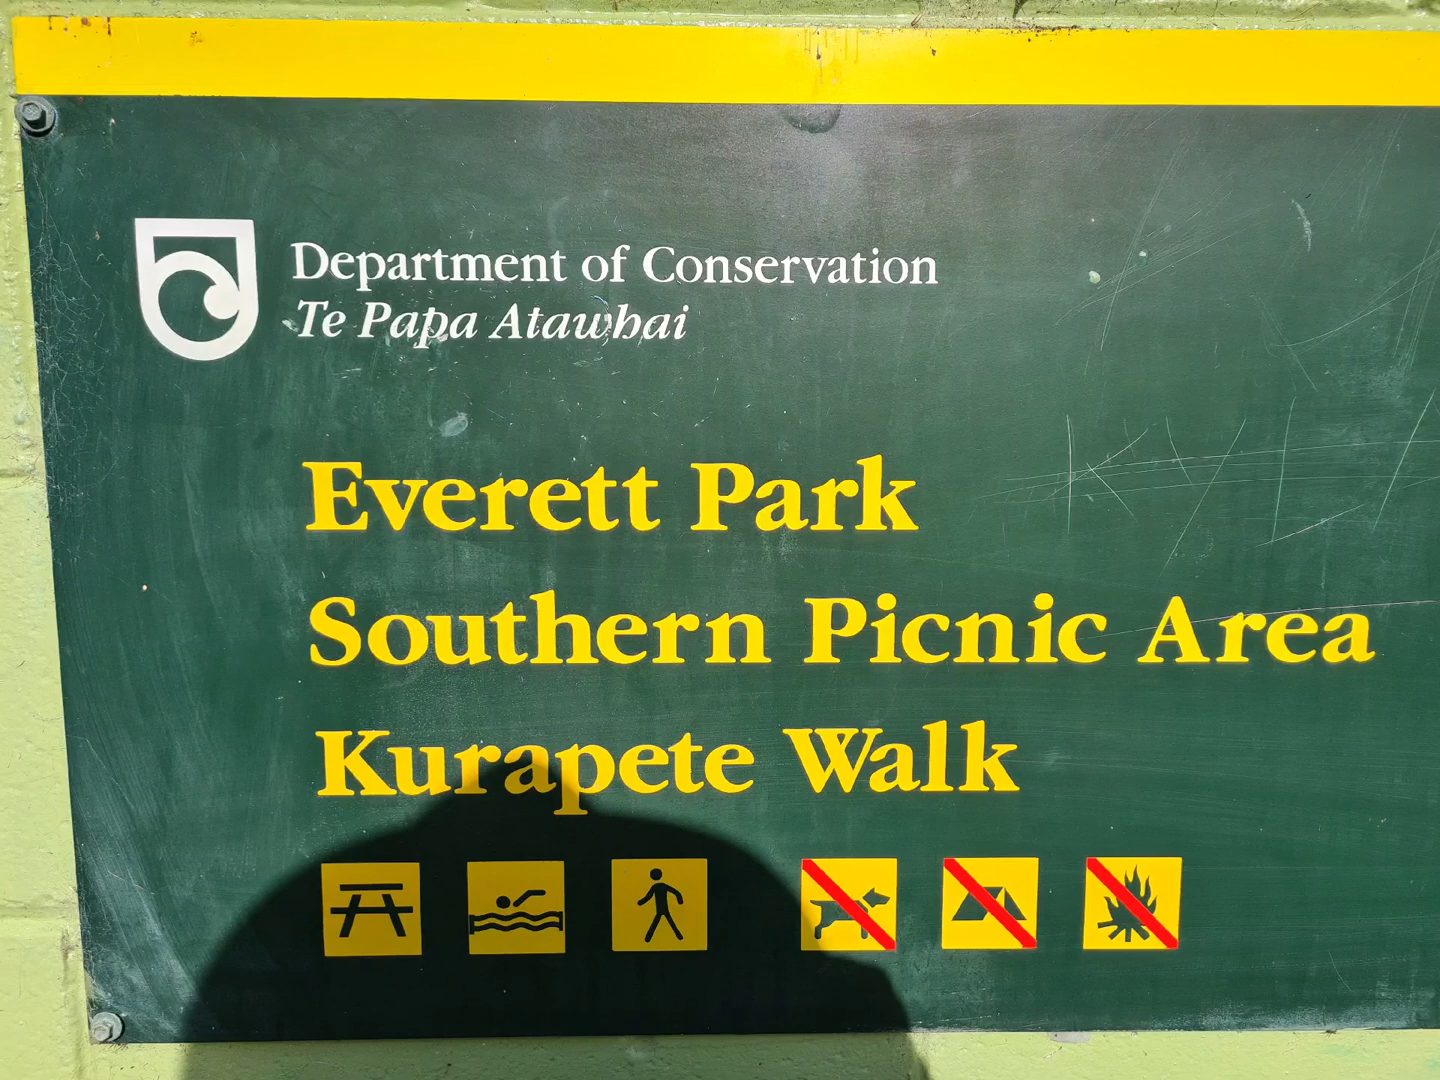 Department of Conservation
Te Papa Atawhai
Everett Park
Southern Picnic Area
Kurapete Walk